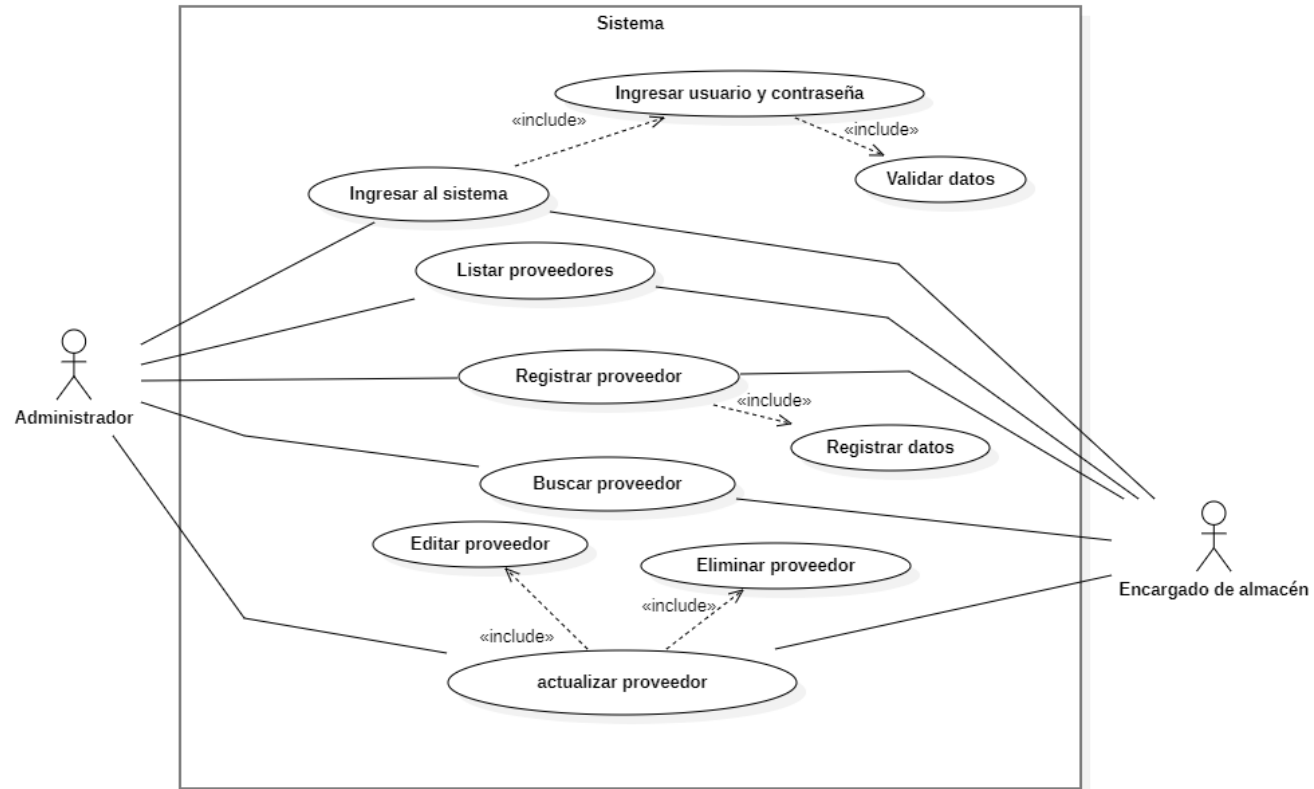 Sistema
Ingresar usuario y contraseña
«include»
«include»
Validar datos
Ingresar al sistema
Listar proveedores
Registrar proveedor
«include»
Administrador
Registrar datos
Buscar proveedor
Editar proveedor
Eliminar proveedor
Encargado de almacén
«include»
«include»
actualizar proveedor